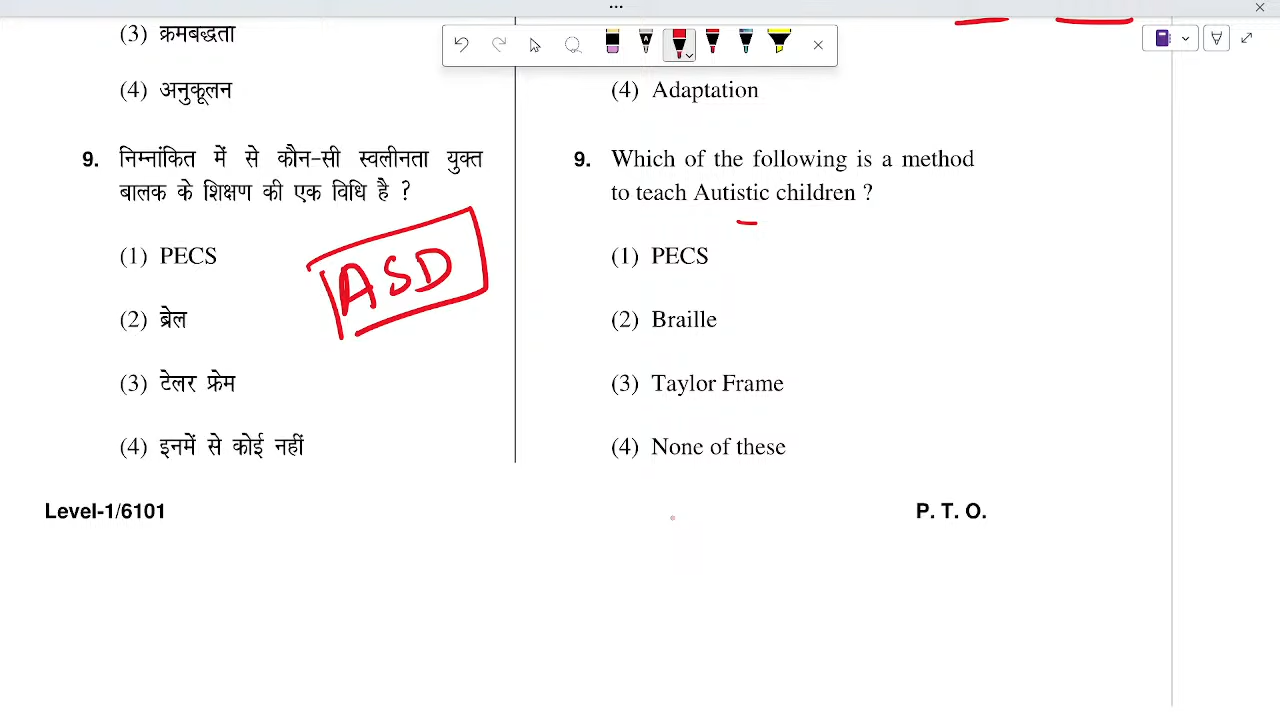 (3) क्रमबद्धता
(4) अनुकूलन
9. निम्नांकित में से कौन-सी स्वलीनता युक्त
बालक के शिक्षण की एक विधि है ?
(1) PECS
(2) ब्रेल
(3) टेलर फ्रेम
(4) इनमें से कोई नहीं
ASD
(4) Adaptation
9. Which of the following is a method
to teach Autistic children ?
(1) PECS
(2) Braille
(3) Taylor Frame
(4) None of these
Level-1/6101
P. T. O.